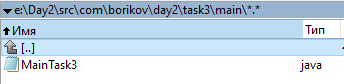 e:\Day2\src\com\borikov\day2\task3\main\*.*
Имя Тип
[..]
MainTask3 java